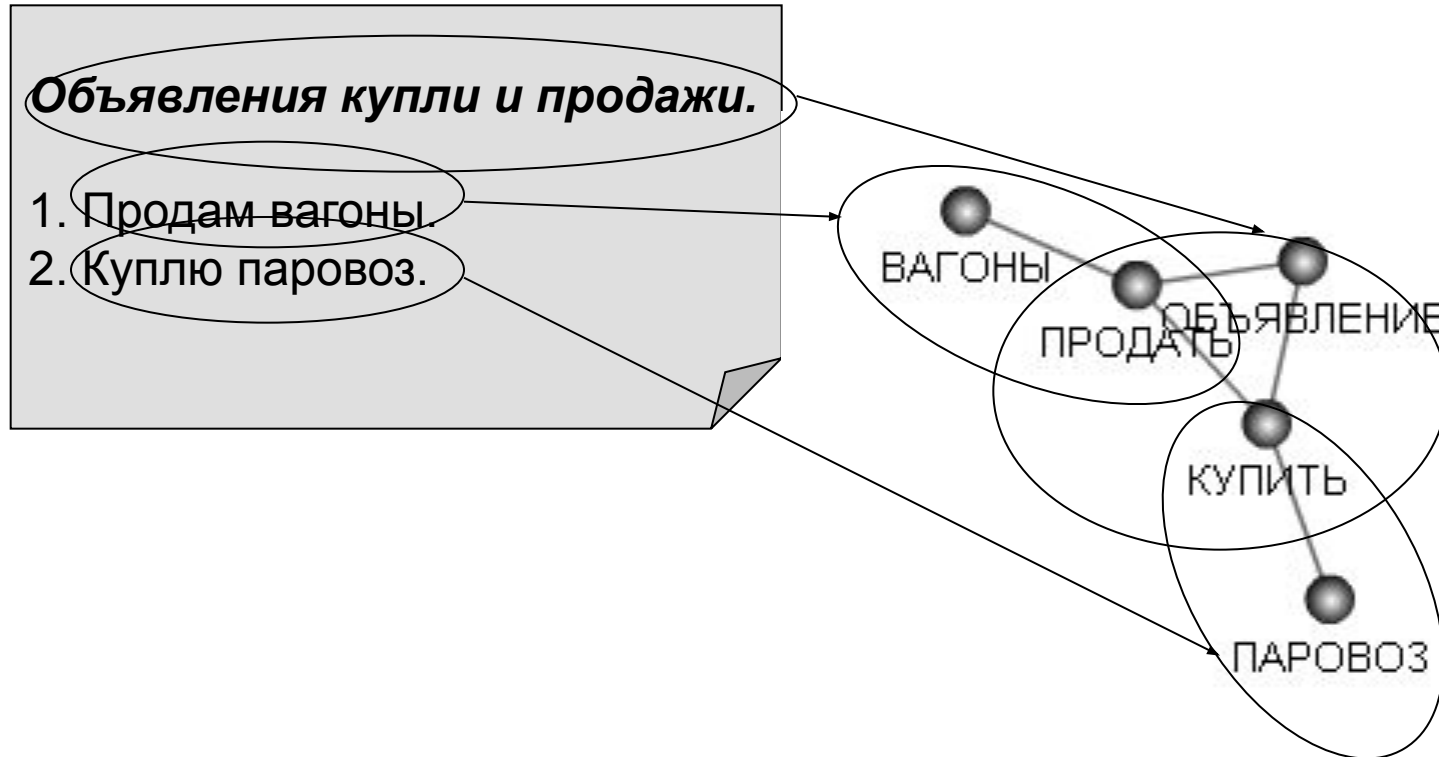 Объявления купли и продажи.
1. Продам вагоны.
2. Куплю паровоз.
ВАГОНЫ
ОБЪЯВЛЕНИЕ
ПРОДАТЬ
КУПИТЬ
ПАРОВОЗ